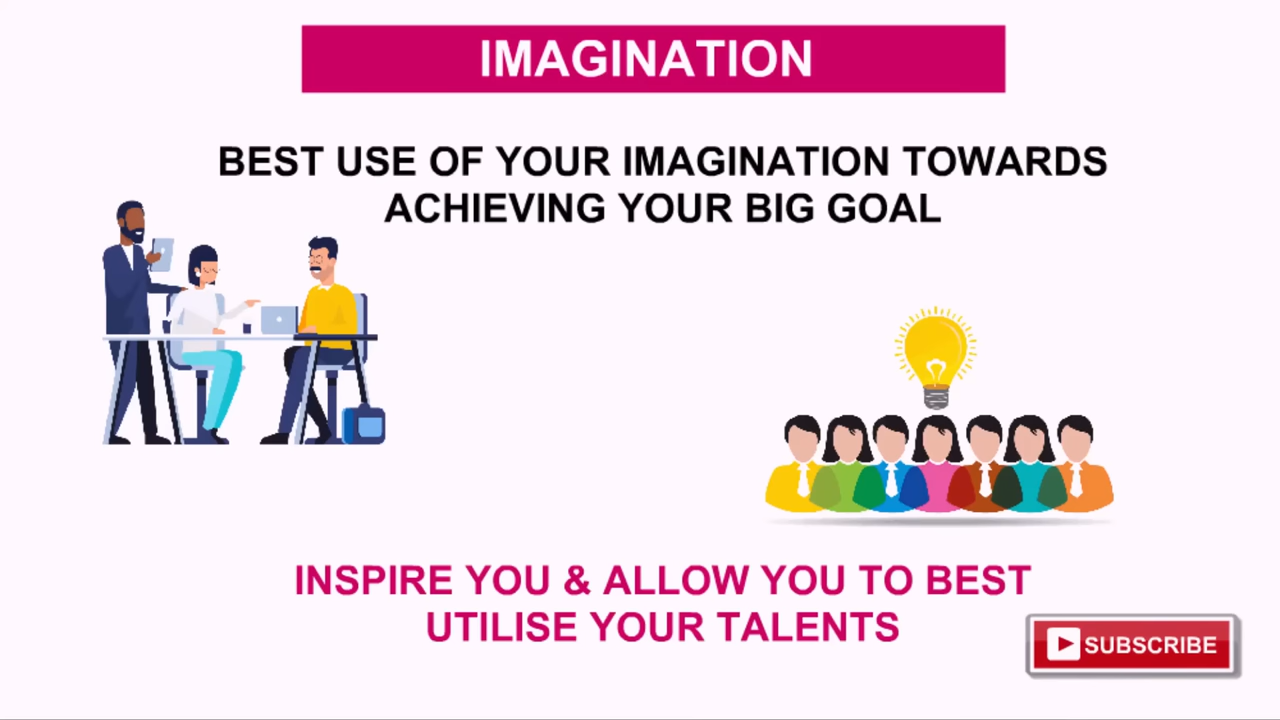 IMAGINATION
BEST USE OF YOUR IMAGINATION TOWARDS
ACHIEVING YOUR BIG GOAL
INSPIRE YOU & ALLOW YOU TO BEST
UTILISE YOUR TALENTS
SUBSCRIBE